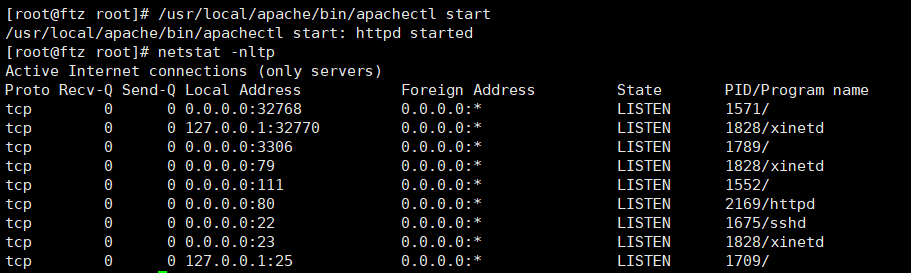 [root@ftz root]# /usr/local/apache/bin/apachectl start
/usr/local/apache/bin/apachectl start: httpd started
[root@ftz root]# netstat -nltp
Active Internet connections (only servers)
Proto Recv-Q Send-Q Local Address           Foreign Address         State       PID/Program name
tcp        0      0 0.0.0.0:32768           0.0.0.0:*               LISTEN      1571/
tcp        0      0 127.0.0.1:32770         0.0.0.0:*               LISTEN      1828/xinetd
tcp        0      0 0.0.0.0:3306            0.0.0.0:*               LISTEN      1789/
tcp        0      0 0.0.0.0:79              0.0.0.0:*               LISTEN      1828/xinetd
tcp        0      0 0.0.0.0:111             0.0.0.0:*               LISTEN      1552/
tcp        0      0 0.0.0.0:80              0.0.0.0:*               LISTEN      2169/httpd
tcp        0      0 0.0.0.0:22              0.0.0.0:*               LISTEN      1675/sshd
tcp        0      0 0.0.0.0:23              0.0.0.0:*               LISTEN      1828/xinetd
tcp        0      0 127.0.0.1:25            0.0.0.0:*               LISTEN      1709/